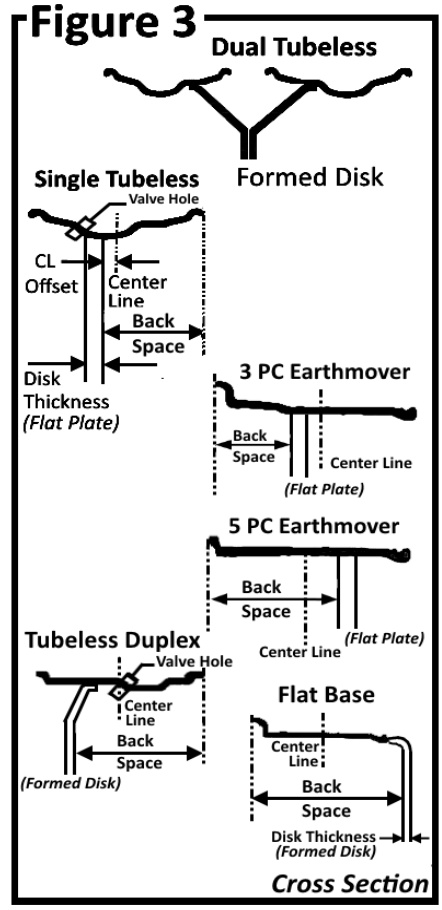 Figure 3
Dual Tubeless
Formed Disk
Single Tubeless
Valve Hole
CL
Offset
Center
Line
Back
Space
Disk
Thickness
(Flat Plate)
3 PC Earthmover
Back
Space
Center Line
(Flat Plate)
5 PC Earthmover
Back
Space
(Flat Plate)
Center Line
Tubeless Duplex
Valve Hole
Center
Line
Back
Space
(Formed Disk)
Flat Base
Center
Line
Back
Space
Disk Thickness
(Formed Disk)
Cross Section